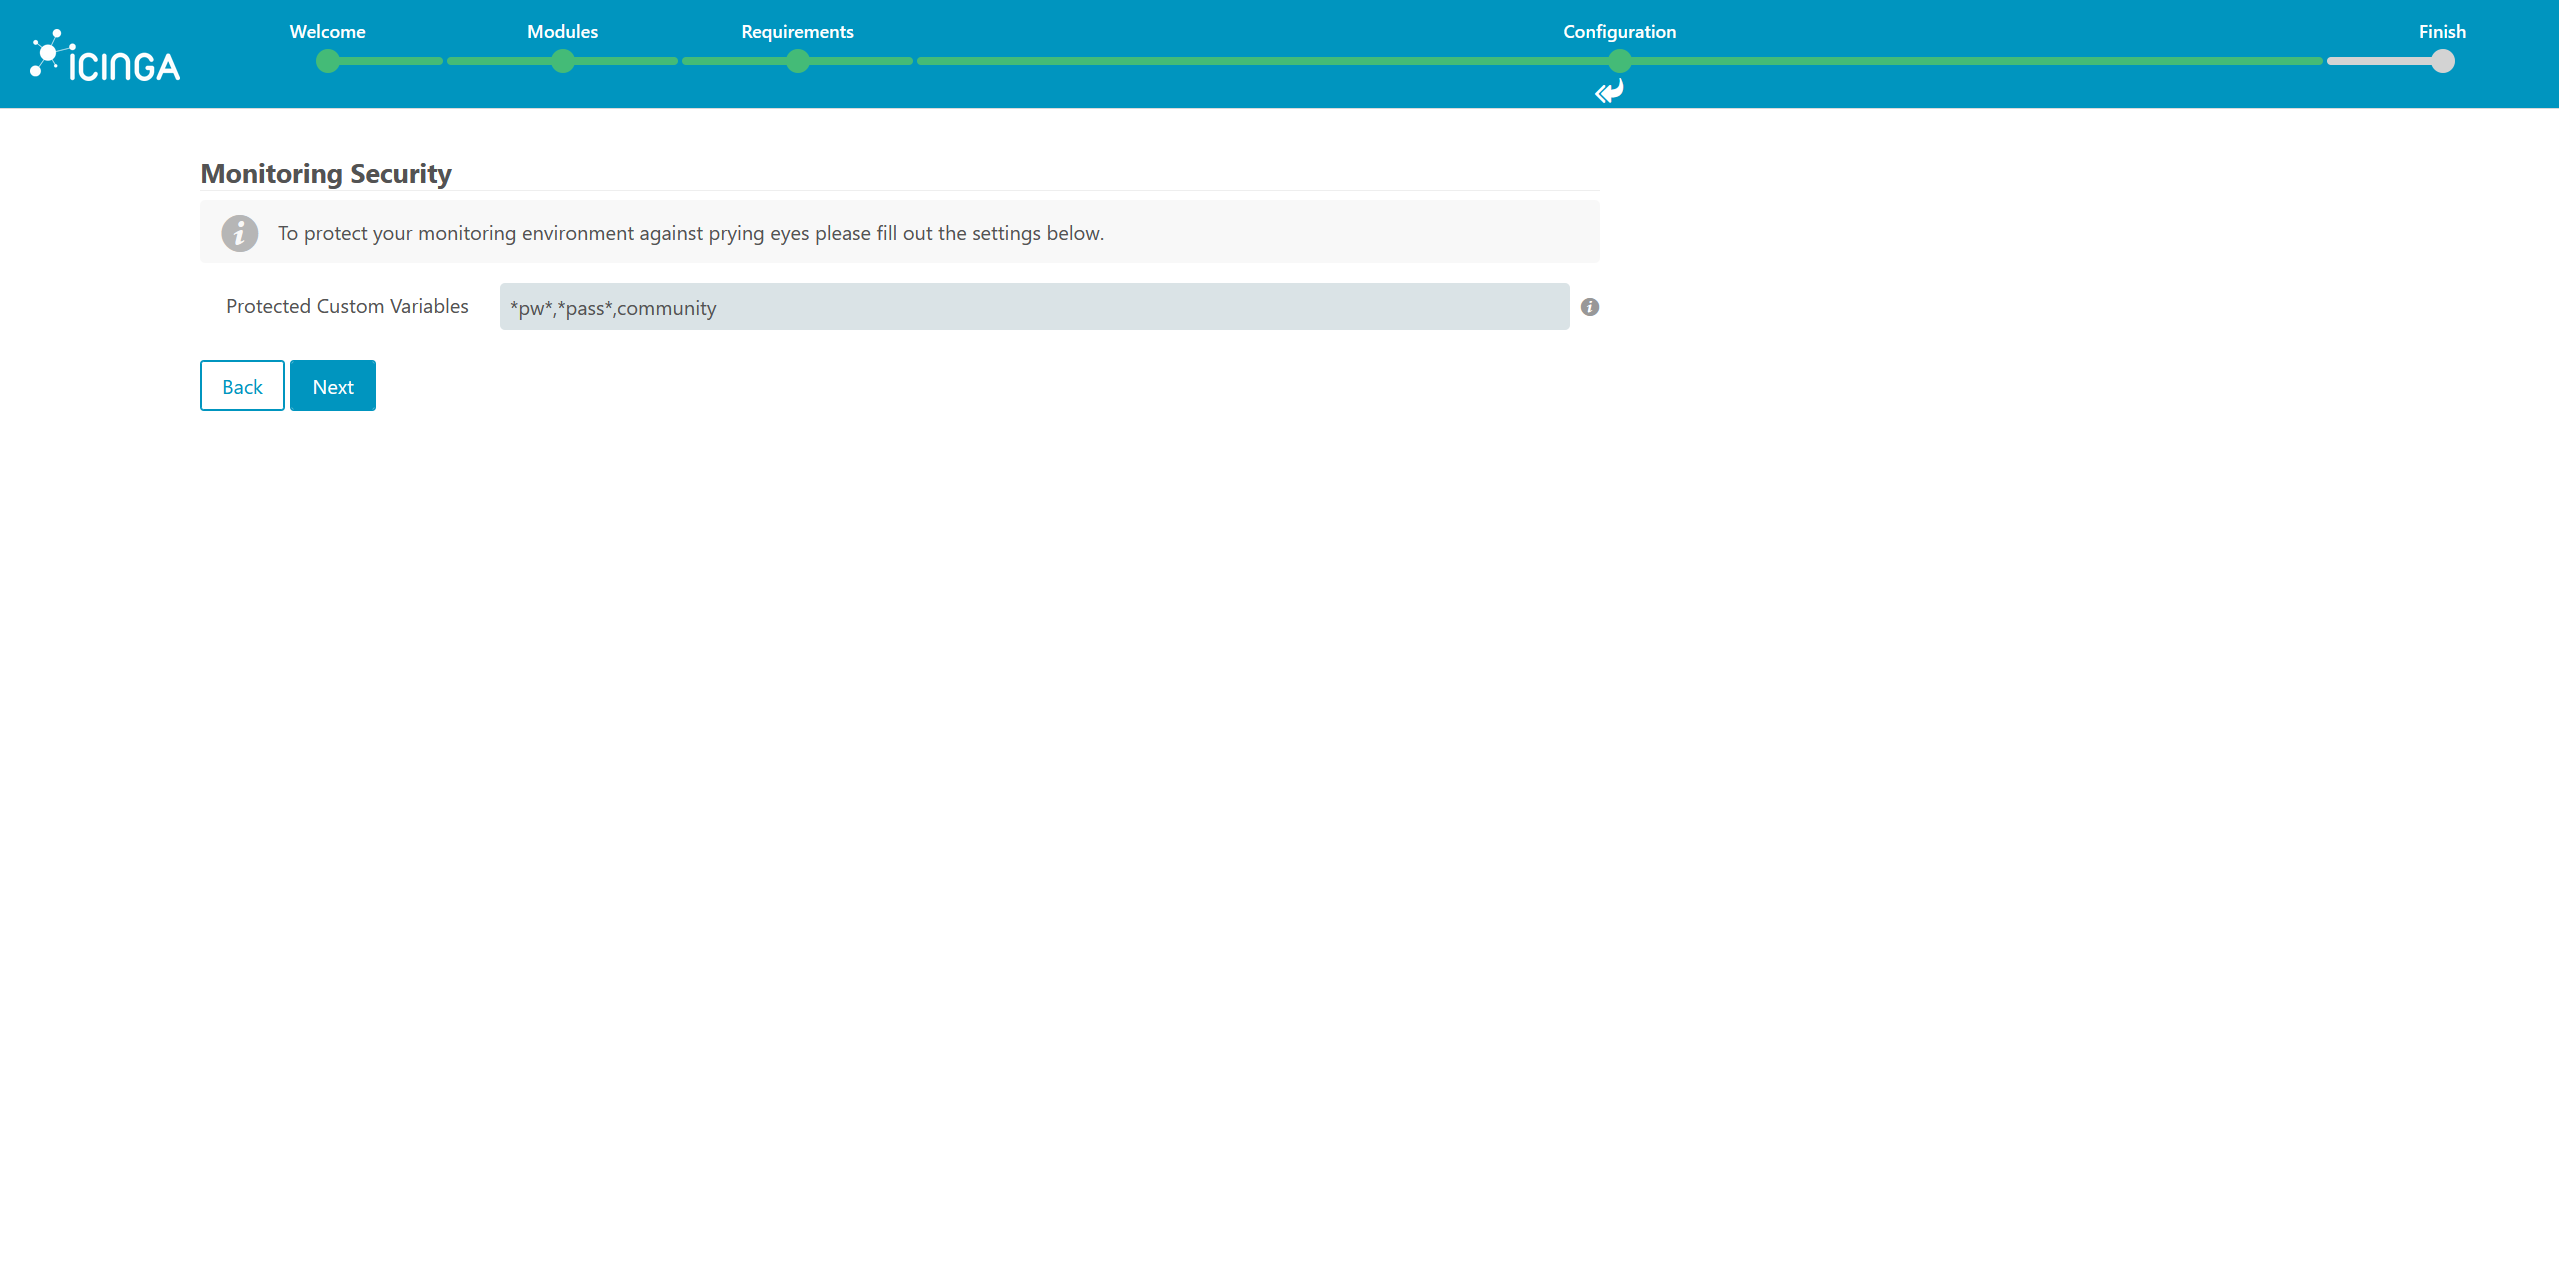 Welcome Modules Requirements Configuration Finish
ICINGA
Monitoring Security
To protect your monitoring environment against prying eyes please fill out the settings below.
Protected Custom Variables *pw*,*pass*,community
Back Next